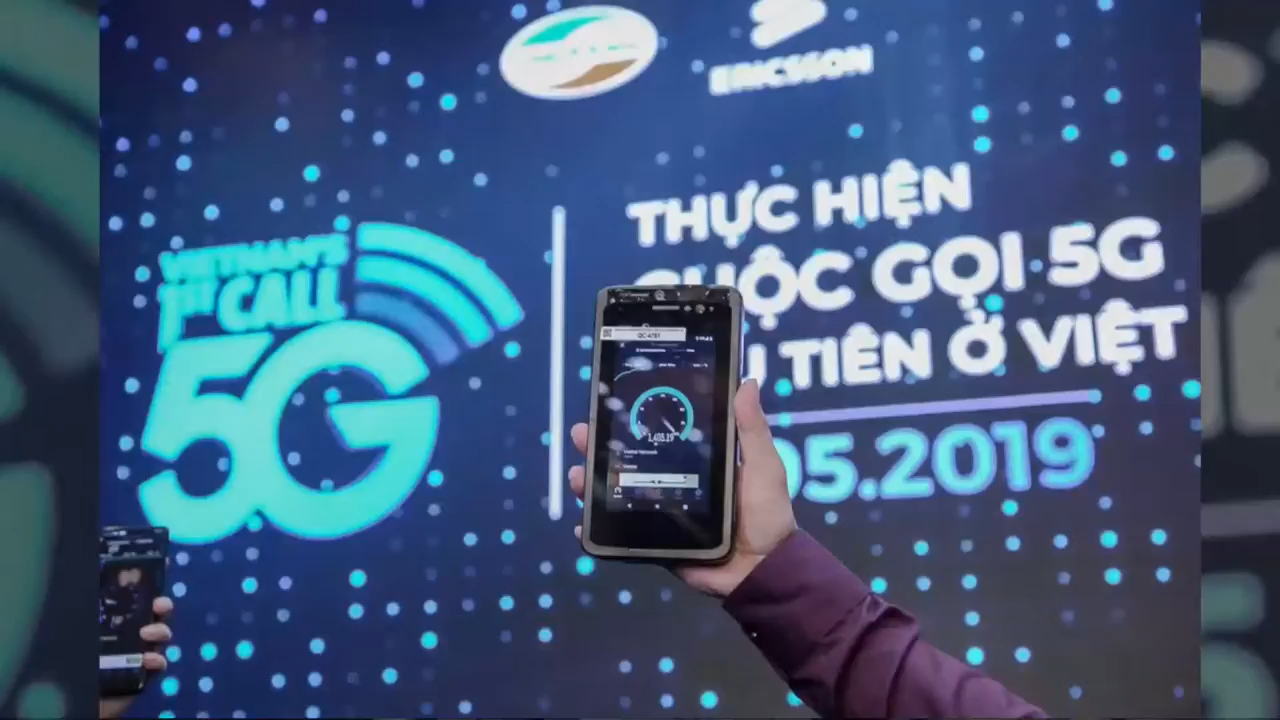 ERICSSON
VIETNAM'S
1ST CALL
5G
THỰC HIỆN
CUỘC GỌI 5G
TIÊN Ở VIỆT
05.2019